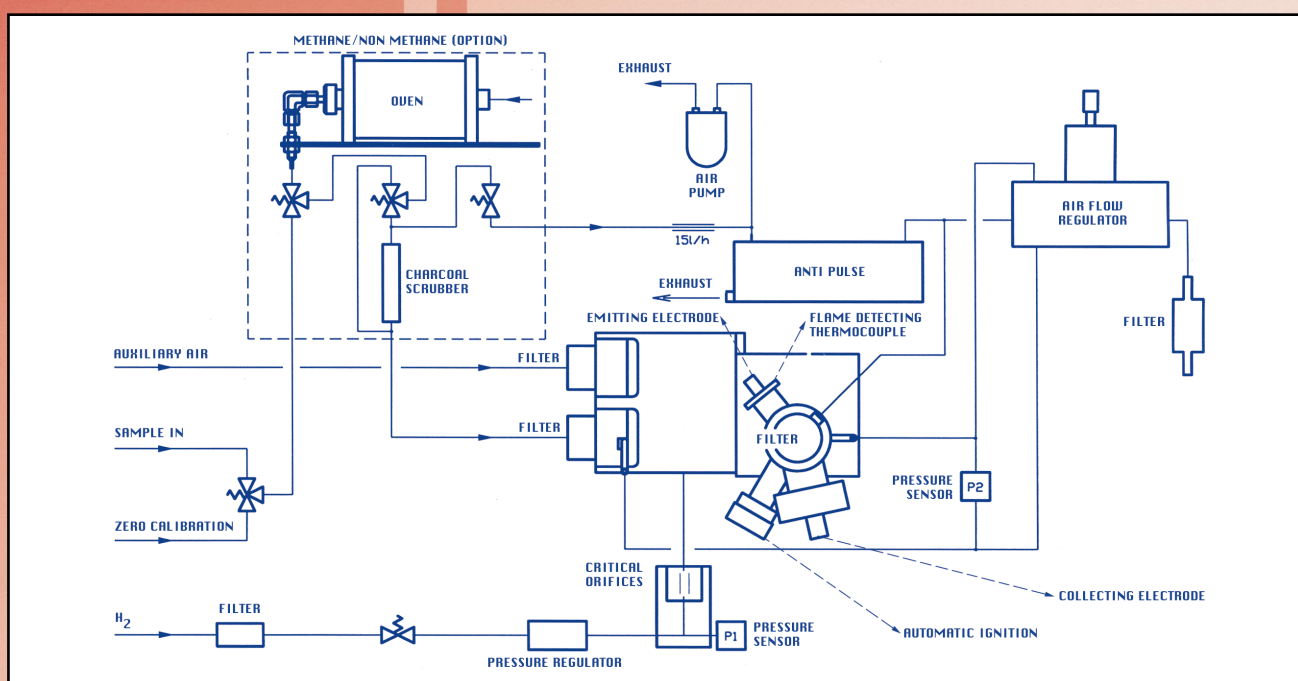 METHANE/NON METHANE (OPTION)
OVEN
EXHAUST
AIR
PUMP
AIR FLOW
REGULATOR
15l/h
CHARCOAL
SCRUBBER
ANTI PULSE
EXHAUST
EMITTING ELECTRODE
FLAME DETECTING
THERMOCOUPLE
FILTER
AUXILIARY AIR
FILTER
SAMPLE IN
FILTER
FILTER
PRESSURE
SENSOR
P2
ZERO CALIBRATION
CRITICAL
ORIFICES
COLLECTING ELECTRODE
H2
FILTER
PRESSURE REGULATOR
P1
PRESSURE
SENSOR
AUTOMATIC IGNITION